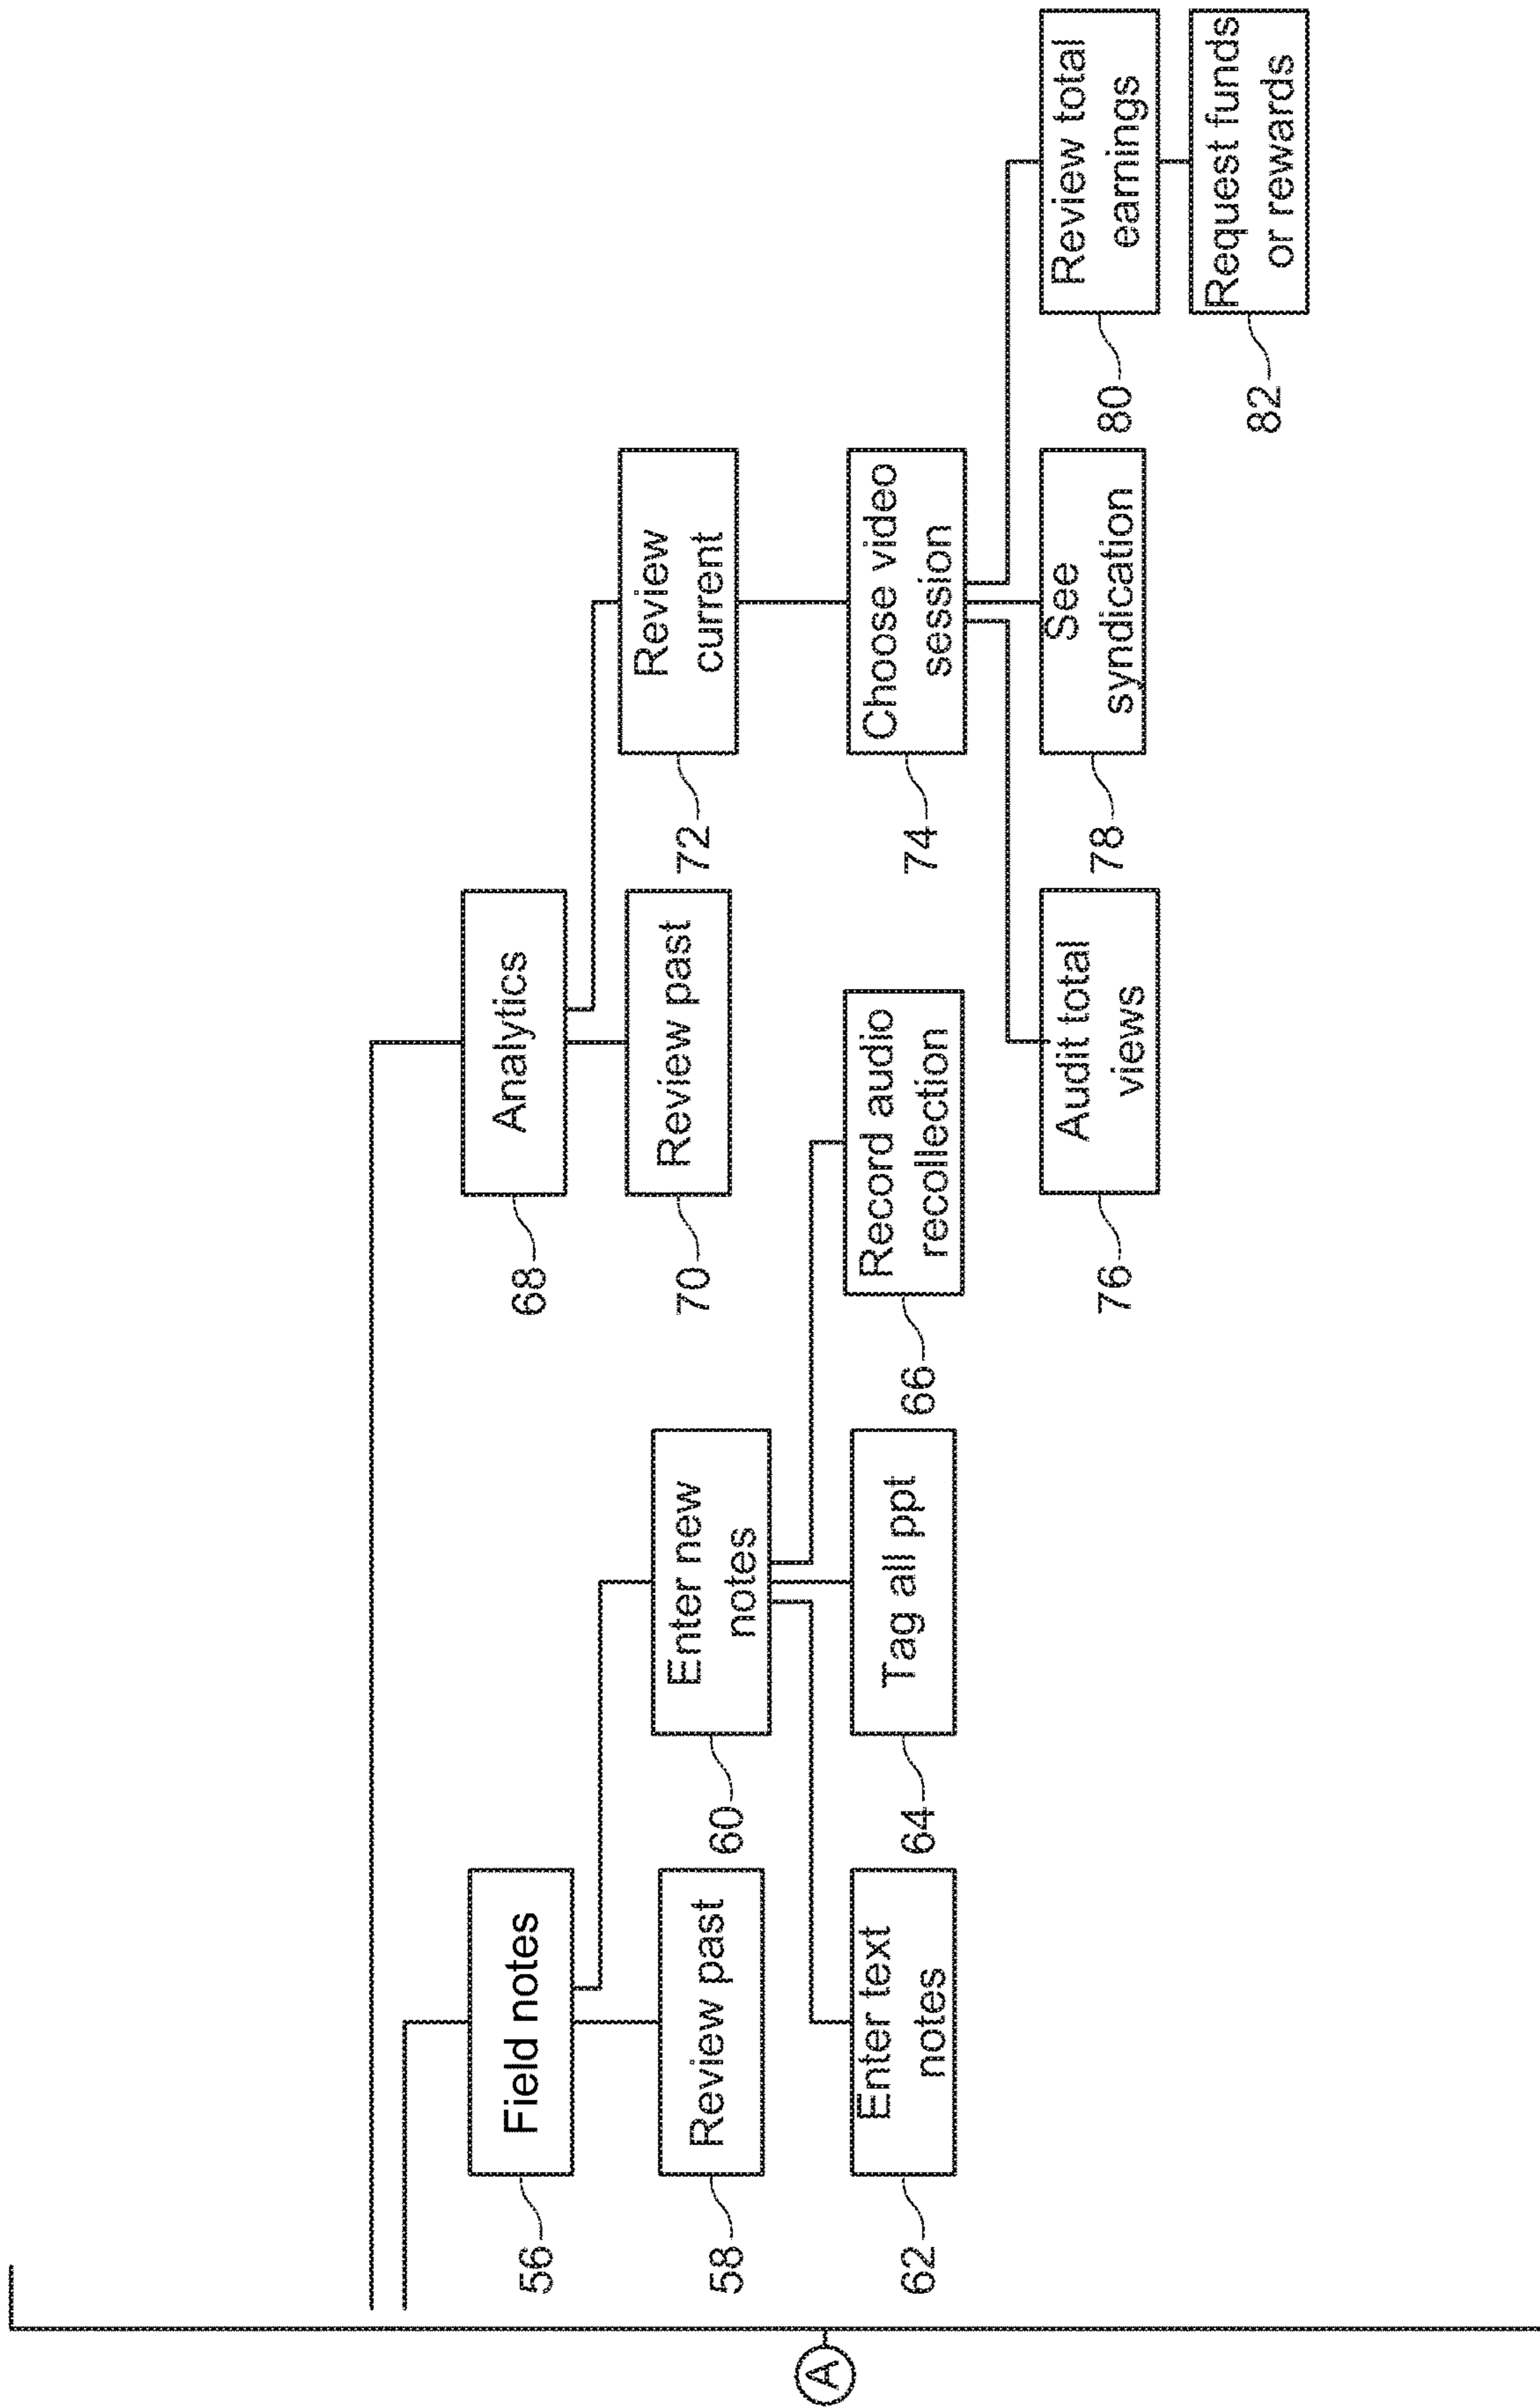 A
Field notes
56
Review past
58
Enter new
notes
60
Enter text
notes
62
Tag all ppt
64
Record audio
recollection
66
Analytics
68
Review past
70
Review
current
72
Choose video
session
74
Audit total
views
76
See
syndication
78
Review total
earnings
80
Request funds
or rewards
82